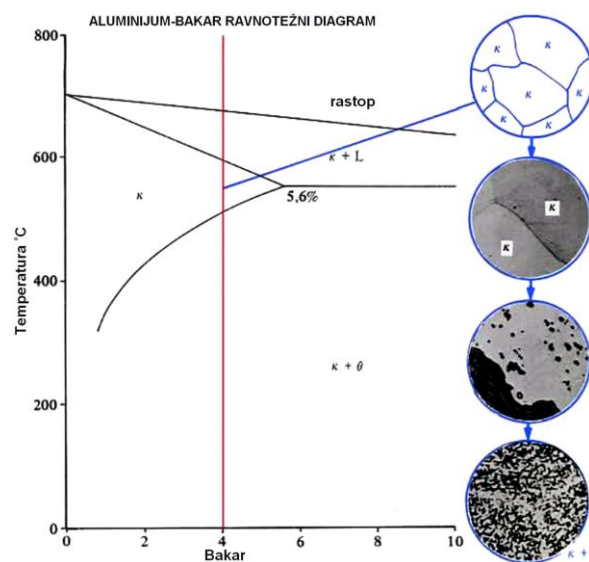 ALUMINIJUM-BAKAR RAVNOTEŽNI DIAGRAM
800
600
400
200
0
Temperatura °C
0
2
4
6
8
10
Bakar
rastop
κ + L
5,6%
κ
κ + θ
κ
κ
κ
κ
κ
κ
κ
κ
κ
κ
κ +